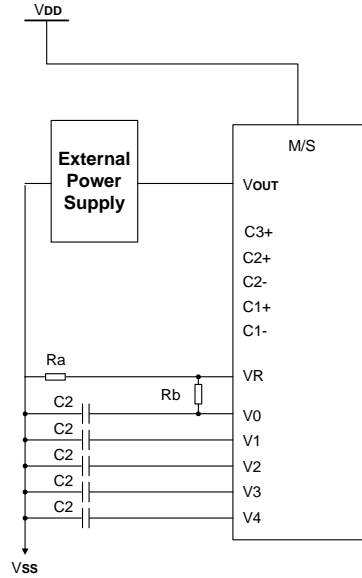 VDD
M/S
External
Power
Supply
VOUT
C3+
C2+
C2-
C1+
C1-
Ra
VR
Rb
C2
V0
C2
V1
C2
V2
C2
V3
C2
V4
VSS